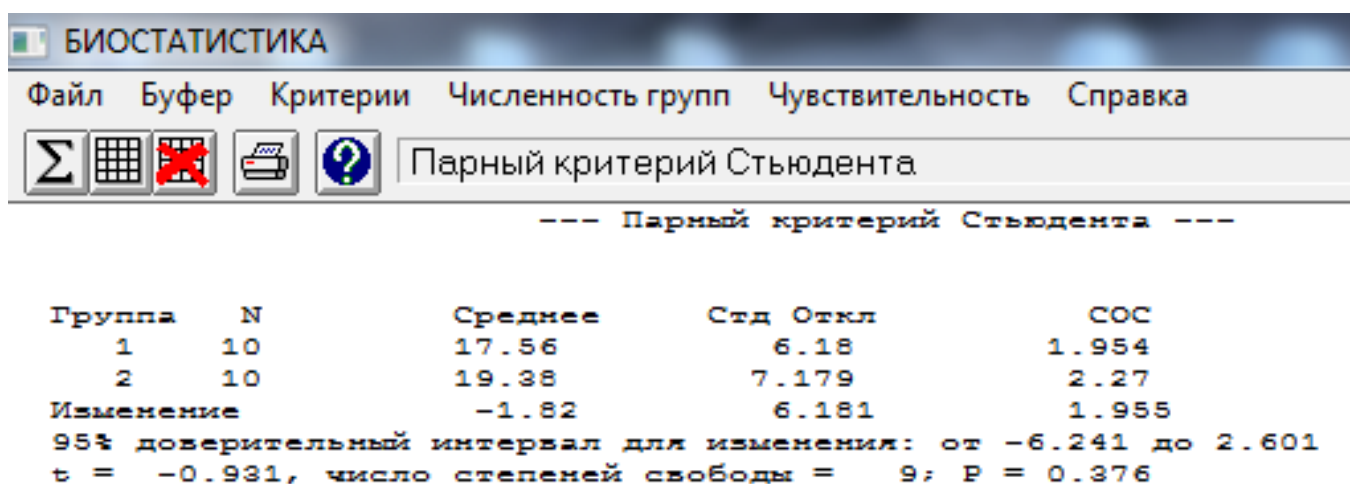 БИОСТАТИСТИКА
Файл Буфер Критерии Численность групп Чувствительность Справка
Σ ? Парный критерий Стьюдента
--- Парный критерий Стьюдента ---
Группа N Среднее Стд Откл СОС
1 10 17.56 6.18 1.954
2 10 19.38 7.179 2.27
Изменение -1.82 6.181 1.955
95% доверительный интервал для изменения: от -6.241 до 2.601
t = -0.931, число степеней свободы = 9; P = 0.376